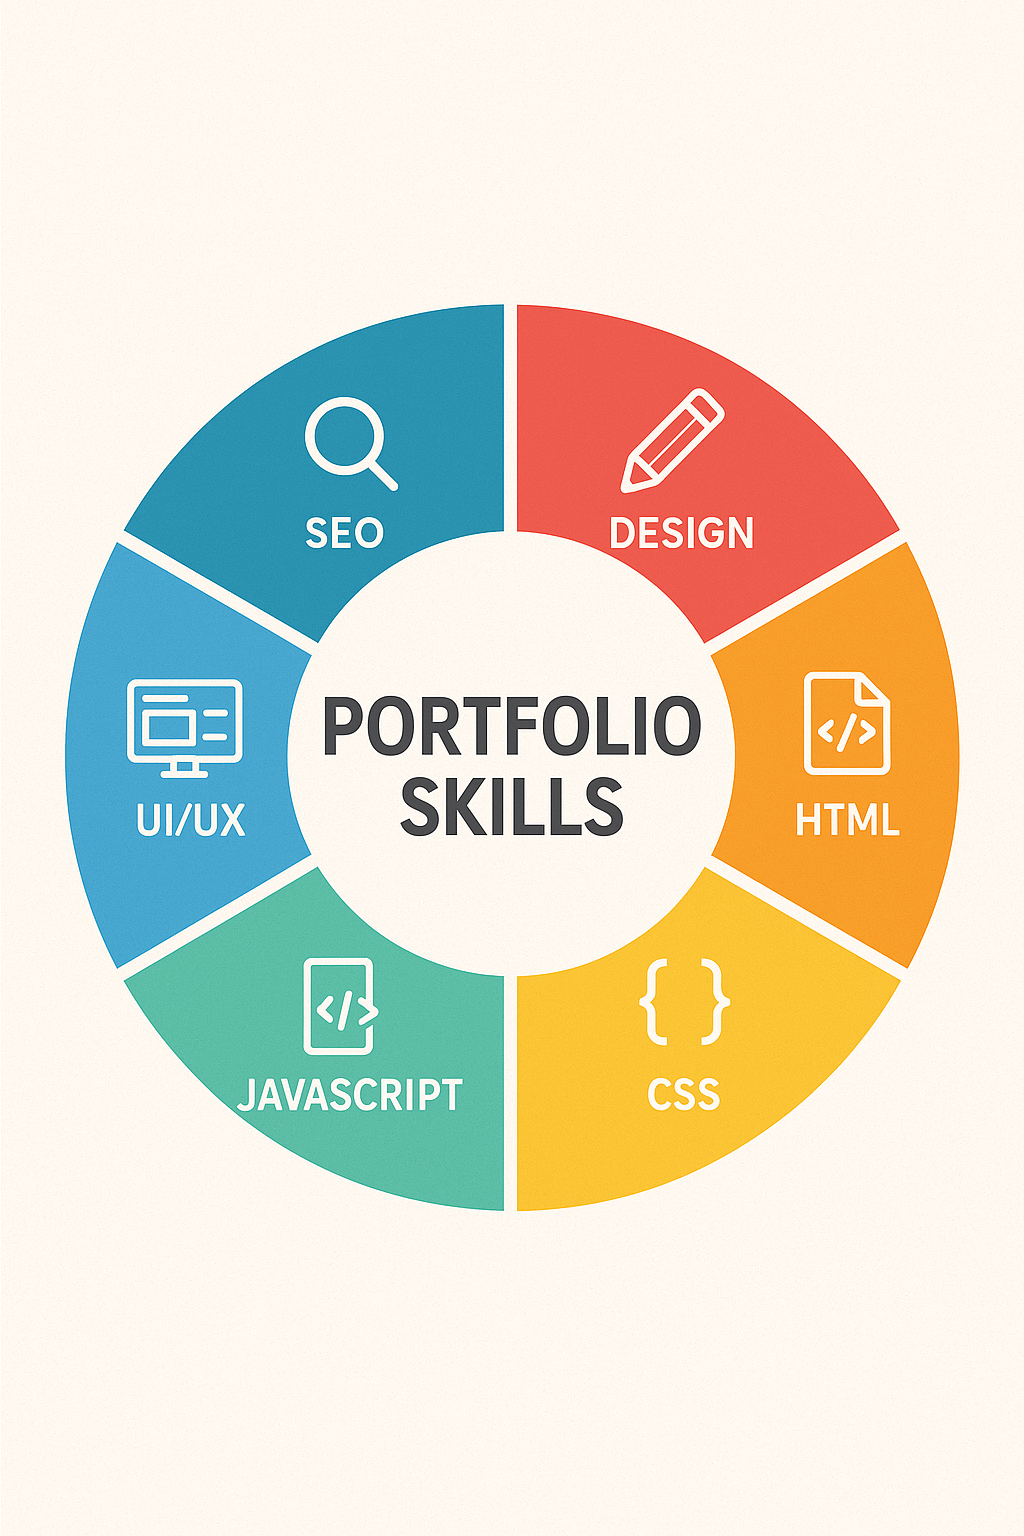 SEO
DESIGN
UI/UX
PORTFOLIO
SKILLS
HTML
JAVASCRIPT
CSS